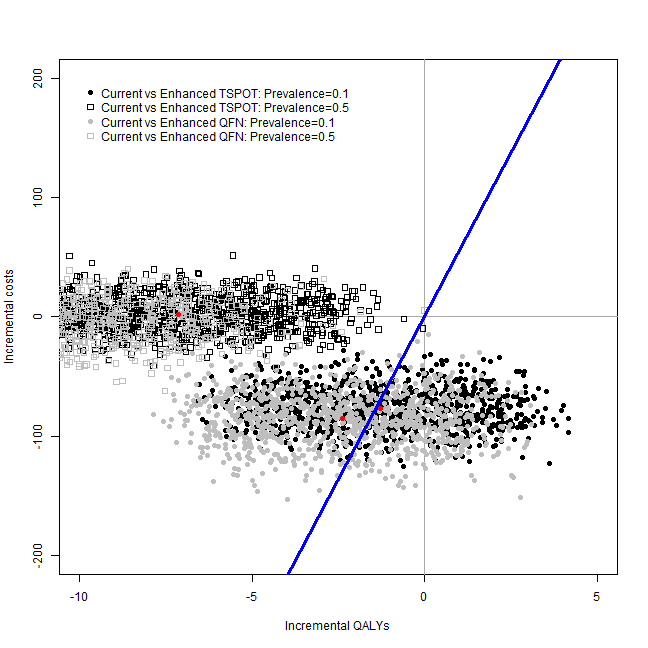 Current vs Enhanced TSPOT: Prevalence=0.1
Current vs Enhanced TSPOT: Prevalence=0.5
Current vs Enhanced QFN: Prevalence=0.1
Current vs Enhanced QFN: Prevalence=0.5
Incremental costs
200
100
0
-100
-200
-10
-5
0
5
Incremental QALYs